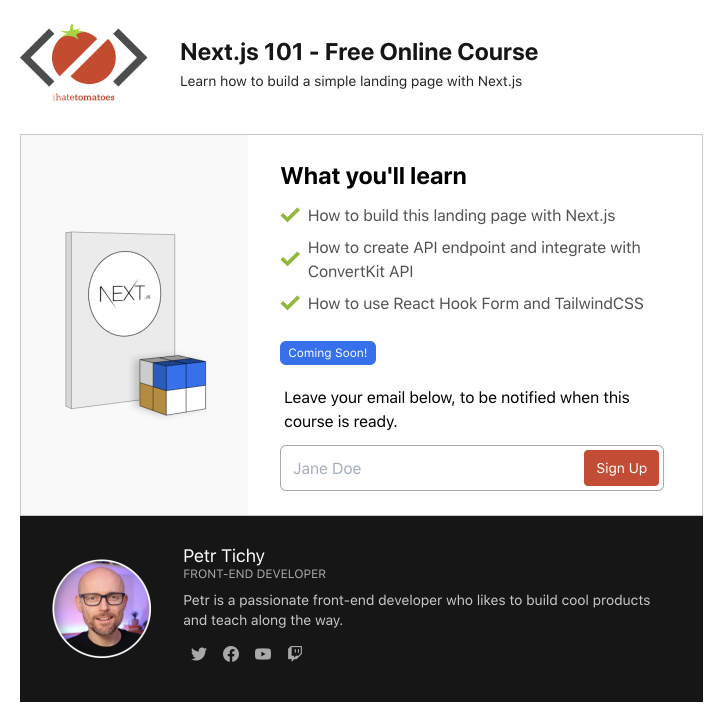 Next.js 101 - Free Online Course
Learn how to build a simple landing page with Next.js
ihatetomatoes
What you'll learn
How to build this landing page with Next.js
How to create API endpoint and integrate with
ConvertKit API
How to use React Hook Form and TailwindCSS
NEXT.JS
Coming Soon!
Leave your email below, to be notified when this
course is ready.
Jane Doe
Sign Up
Petr Tichy
FRONT-END DEVELOPER
Petr is a passionate front-end developer who likes to build cool products
and teach along the way.